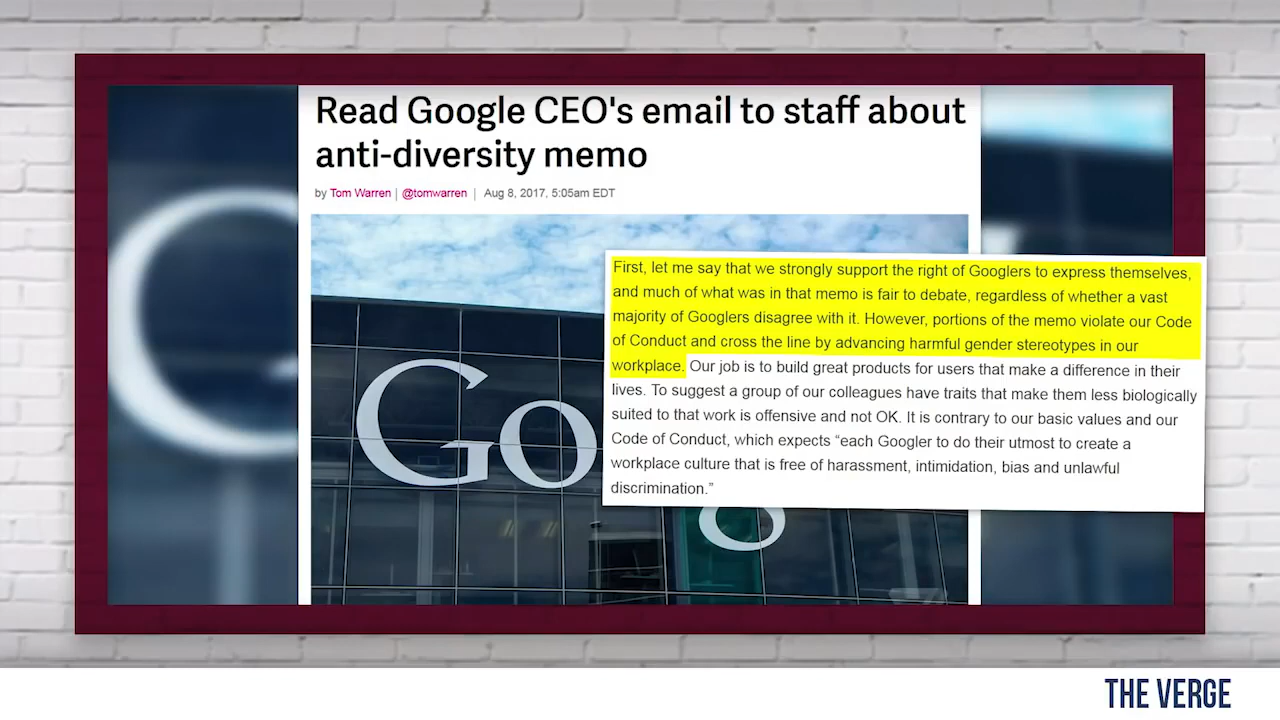 Read Google CEO's email to staff about
anti-diversity memo
by Tom Warren | @tomwarren | Aug 8, 2017, 5:05am EDT
First, let me say that we strongly support the right of Googlers to express themselves,
and much of what was in that memo is fair to debate, regardless of whether a vast
majority of Googlers disagree with it. However, portions of the memo violate our Code
of Conduct and cross the line by advancing harmful gender stereotypes in our
workplace. Our job is to build great products for users that make a difference in their
lives. To suggest a group of our colleagues have traits that make them less biologically
suited to that work is offensive and not OK. It is contrary to our basic values and our
Code of Conduct, which expects “each Googler to do their utmost to create a
workplace culture that is free of harassment, intimidation, bias and unlawful
discrimination.”
Go
THE VERGE